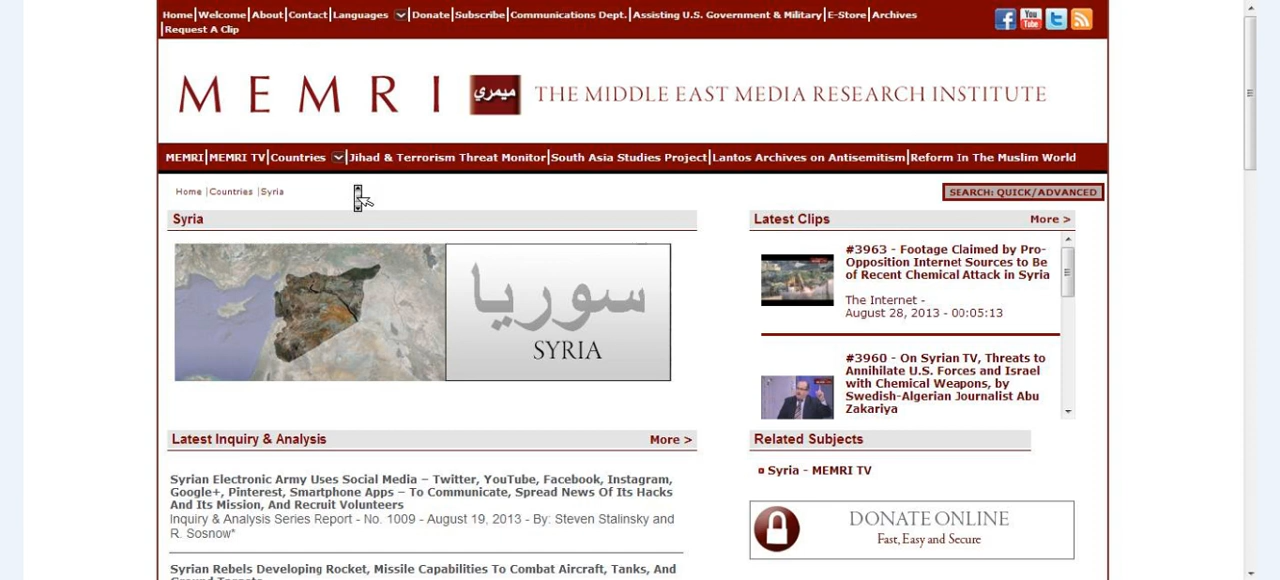 Home|Welcome|About|Contact|Languages|Donate|Subscribe|Communications Dept.|Assisting U.S. Government & Military|E-Store|Archives
|Request A Clip
MEMRI ميمري THE MIDDLE EAST MEDIA RESEARCH INSTITUTE
MEMRI|MEMRI TV|Countries|Jihad & Terrorism Threat Monitor|South Asia Studies Project|Lantos Archives on Antisemitism|Reform In The Muslim World
Home |Countries |Syria
SEARCH: QUICK/ADVANCED
Syria
سوريا
SYRIA
Latest Clips More >
#3963 - Footage Claimed by Pro-
Opposition Internet Sources to Be
of Recent Chemical Attack in Syria
The Internet -
August 28, 2013 - 00:05:13
#3960 - On Syrian TV, Threats to
Annihilate U.S. Forces and Israel
with Chemical Weapons, by
Swedish-Algerian Journalist Abu
Zakariya
Latest Inquiry & Analysis More >
Syrian Electronic Army Uses Social Media – Twitter, YouTube, Facebook, Instagram,
Google+, Pinterest, Smartphone Apps – To Communicate, Spread News Of Its Hacks
And Its Mission, And Recruit Volunteers
Inquiry & Analysis Series Report - No. 1009 - August 19, 2013 - By: Steven Stalinsky and
R. Sosnow*
Syrian Rebels Developing Rocket, Missile Capabilities To Combat Aircraft, Tanks, And
Ground Targets
Related Subjects
Syria - MEMRI TV
DONATE ONLINE
Fast, Easy and Secure